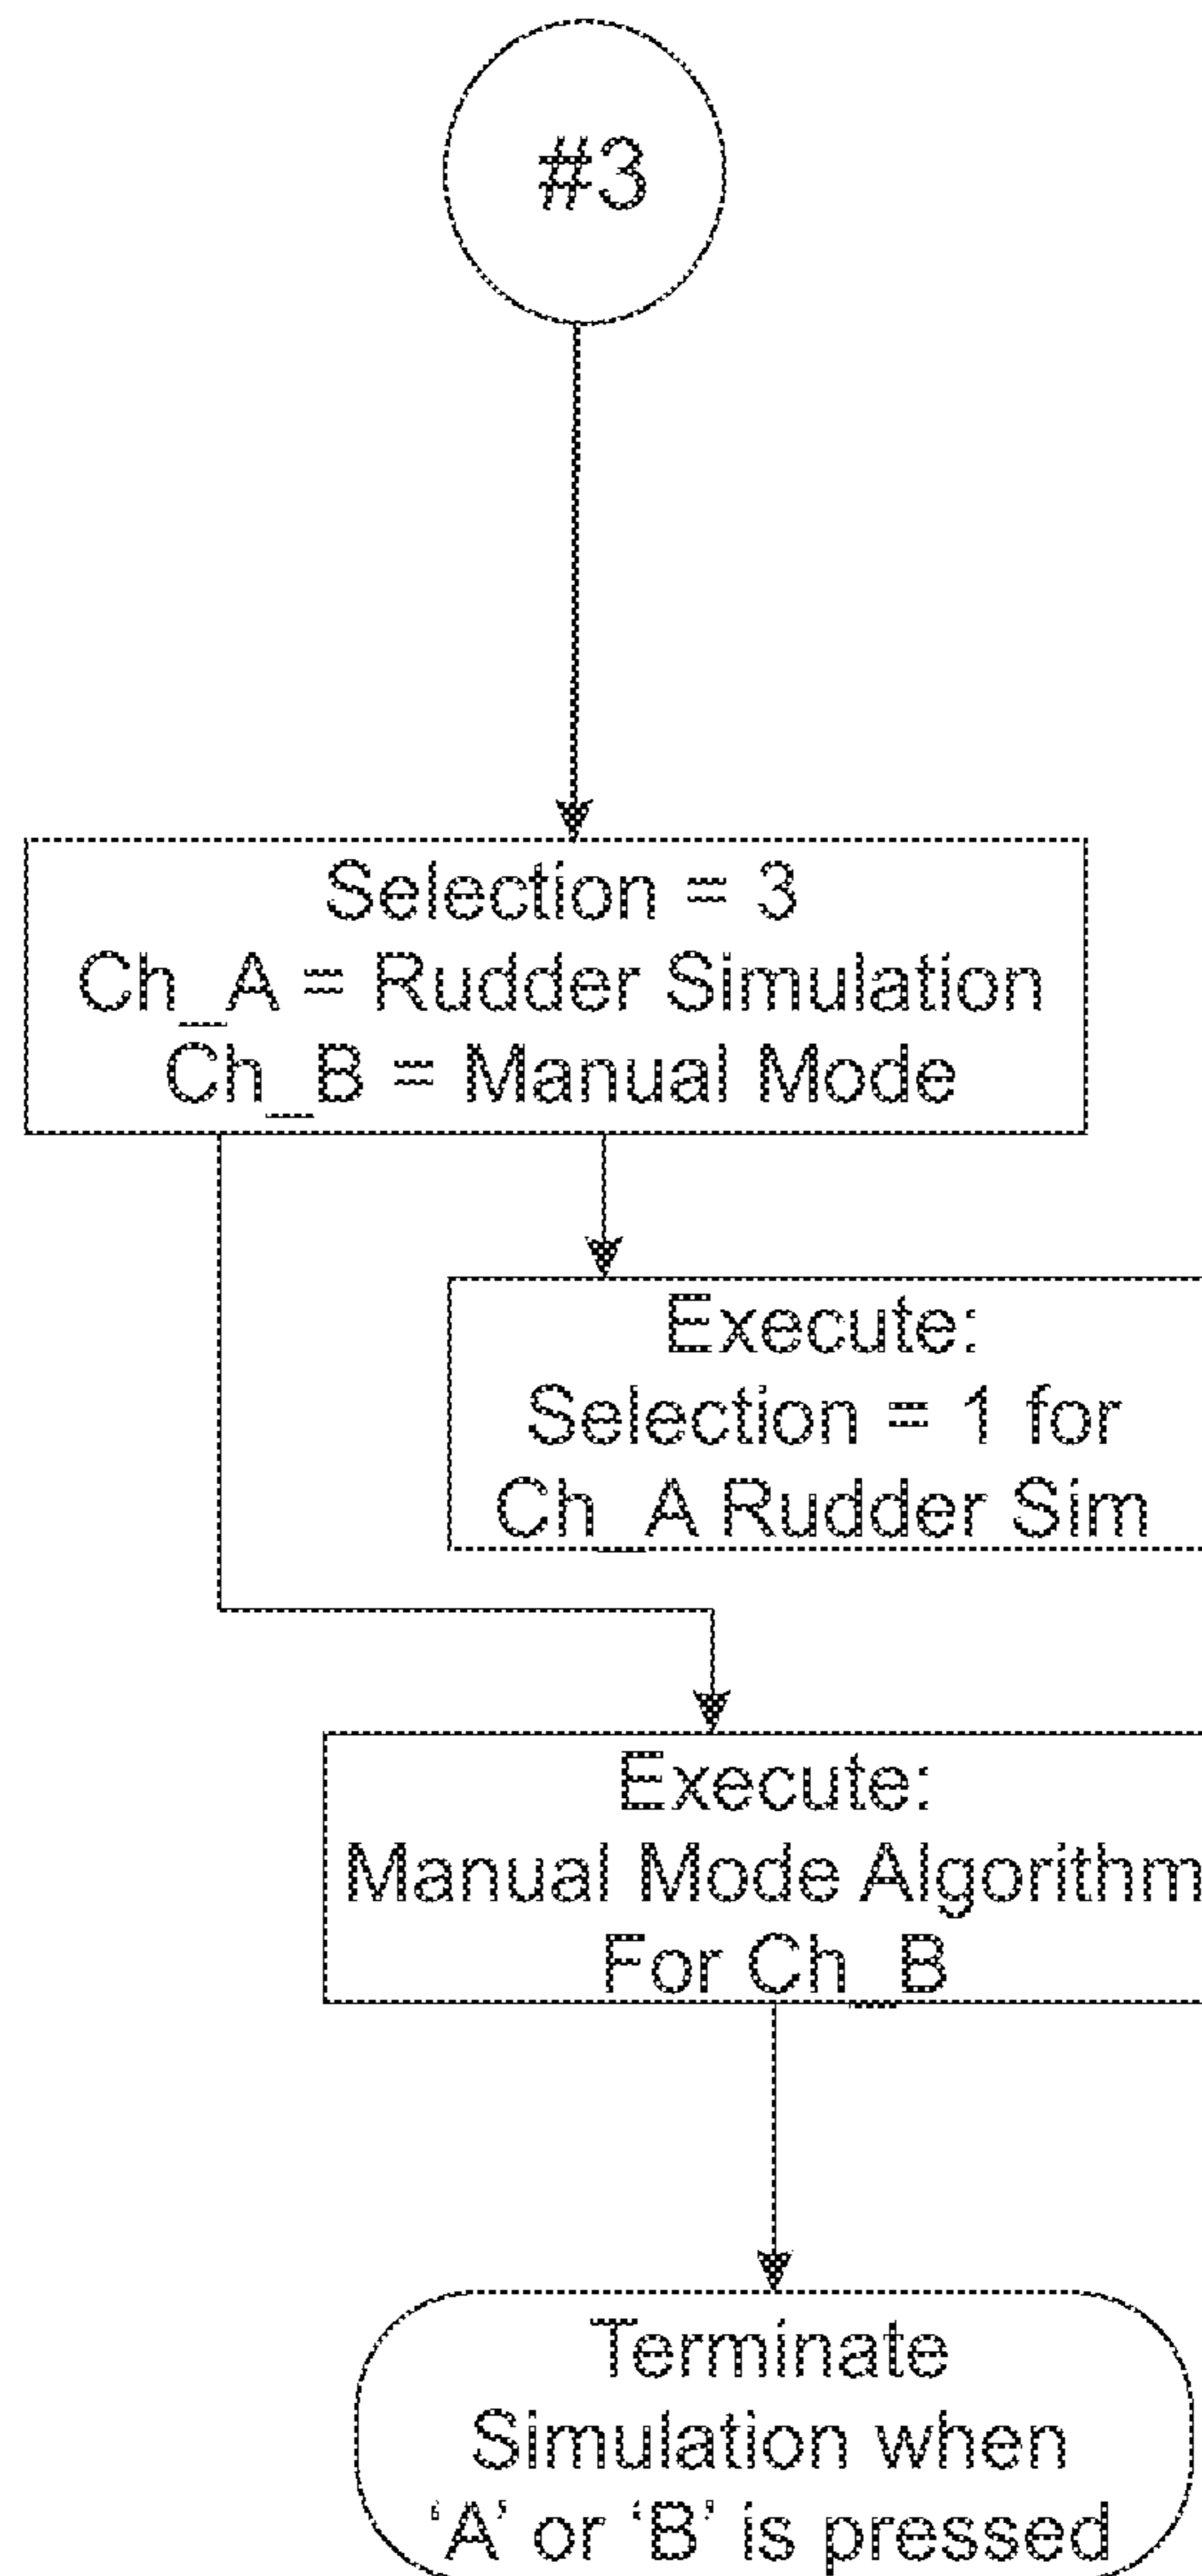 #3
Selection = 3
Ch_A = Rudder Simulation
Ch_B = Manual Mode
Execute:
Selection = 1 for
Ch_A Rudder Sim
Execute:
Manual Mode Algorithm
For Ch_B
Terminate
Simulation when
‘A’ or ‘B’ is pressed